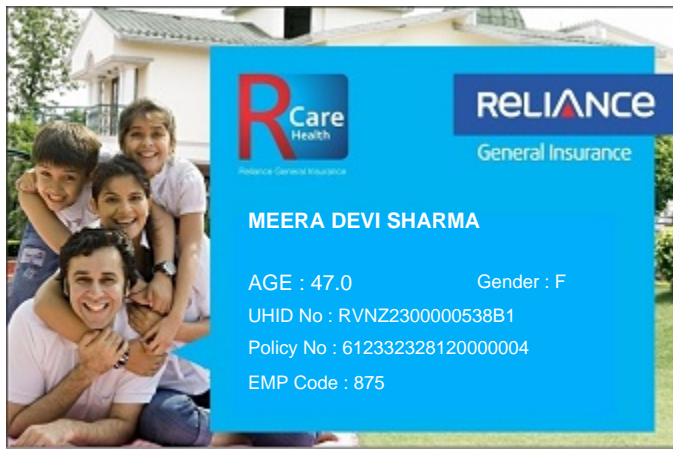 RCare
Health
Reliance General Insurance
RELIANCE
General Insurance
MEERA DEVI SHARMA
AGE : 47.0
Gender : F
UHID No : RVNZ2300000538B1
Policy No : 612332328120000004
EMP Code : 875